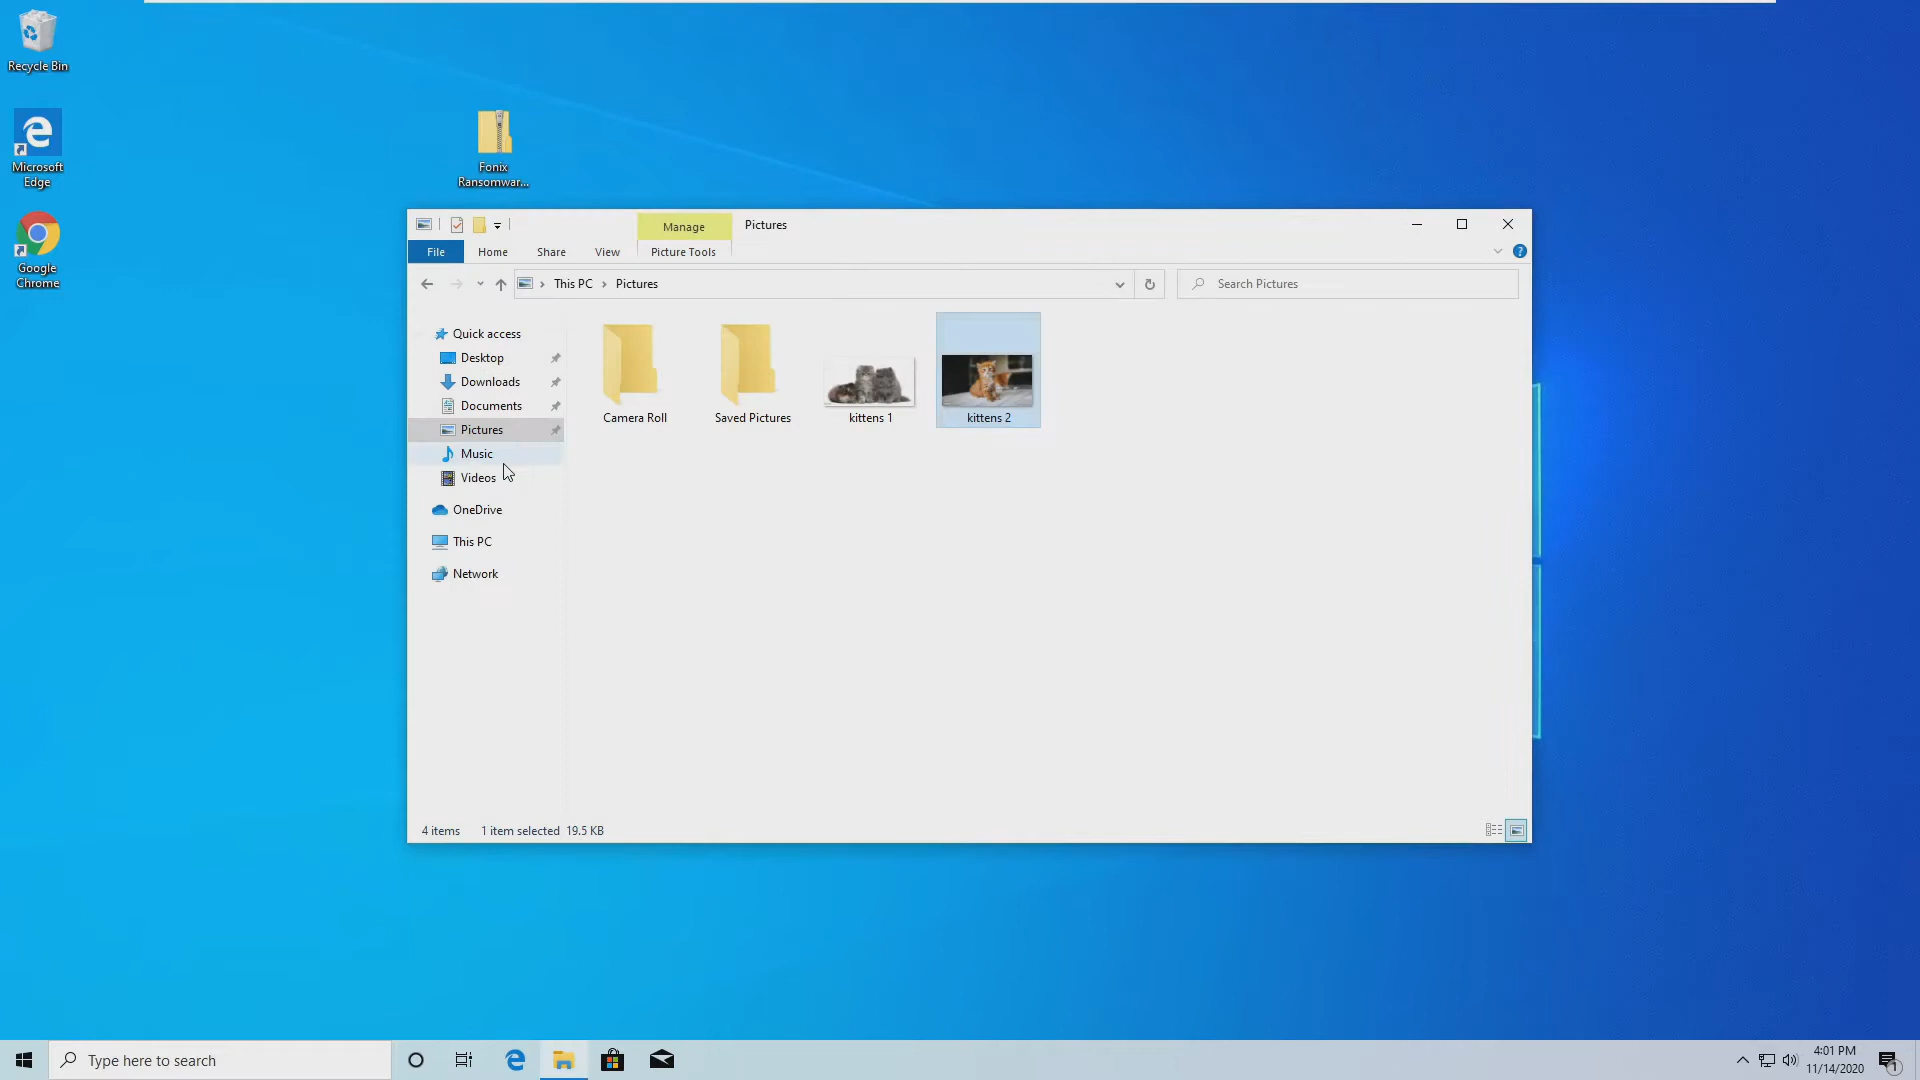 Recycle Bin
Microsoft
Edge
Google
Chrome
Fonix
Ransomwar...
Manage
Pictures
File
Home
Share
View
Picture Tools
This PC
Pictures
Search Pictures
Quick access
Desktop
Downloads
Documents
Pictures
Music
Videos
OneDrive
This PC
Network
Camera Roll
Saved Pictures
kittens 1
kittens 2
4 items
1 item selected 19.5 KB
Type here to search
4:01 PM
11/14/2020
1